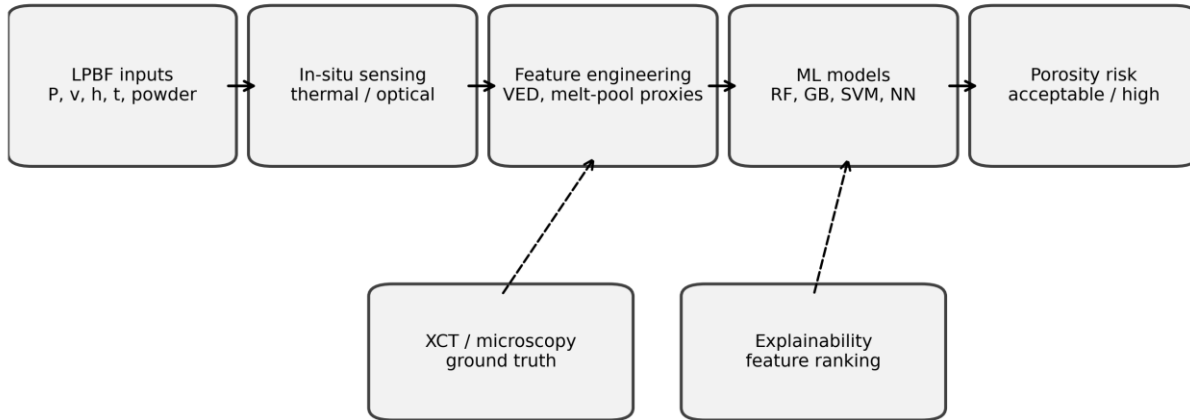 LPBF inputs
P, v, h, t, powder
In-situ sensing
thermal / optical
Feature engineering
VED, melt-pool proxies
ML models
RF, GB, SVM, NN
Porosity risk
acceptable / high
XCT / microscopy
ground truth
Explainability
feature ranking